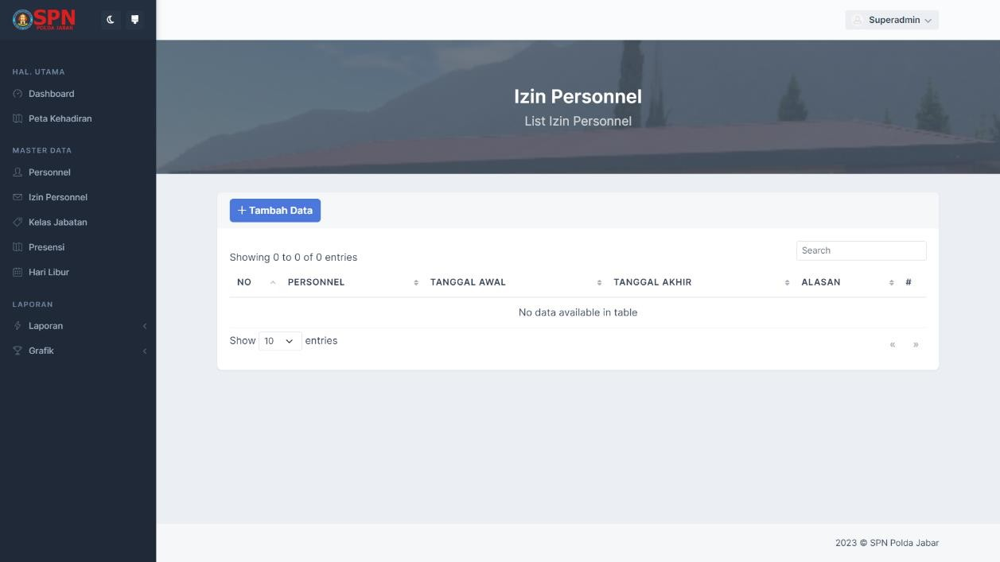 SPN
POLDA JABAR
Superadmin
HAL. UTAMA
Dashboard
Peta Kehadiran
MASTER DATA
Personnel
Izin Personnel
Kelas Jabatan
Presensi
Hari Libur
LAPORAN
Laporan
Grafik
Izin Personnel
List Izin Personnel
+ Tambah Data
Showing 0 to 0 of 0 entries
Search
NO PERSONNEL TANGGAL AWAL TANGGAL AKHIR ALASAN #
No data available in table
Show 10 entries
« »
2023 © SPN Polda Jabar